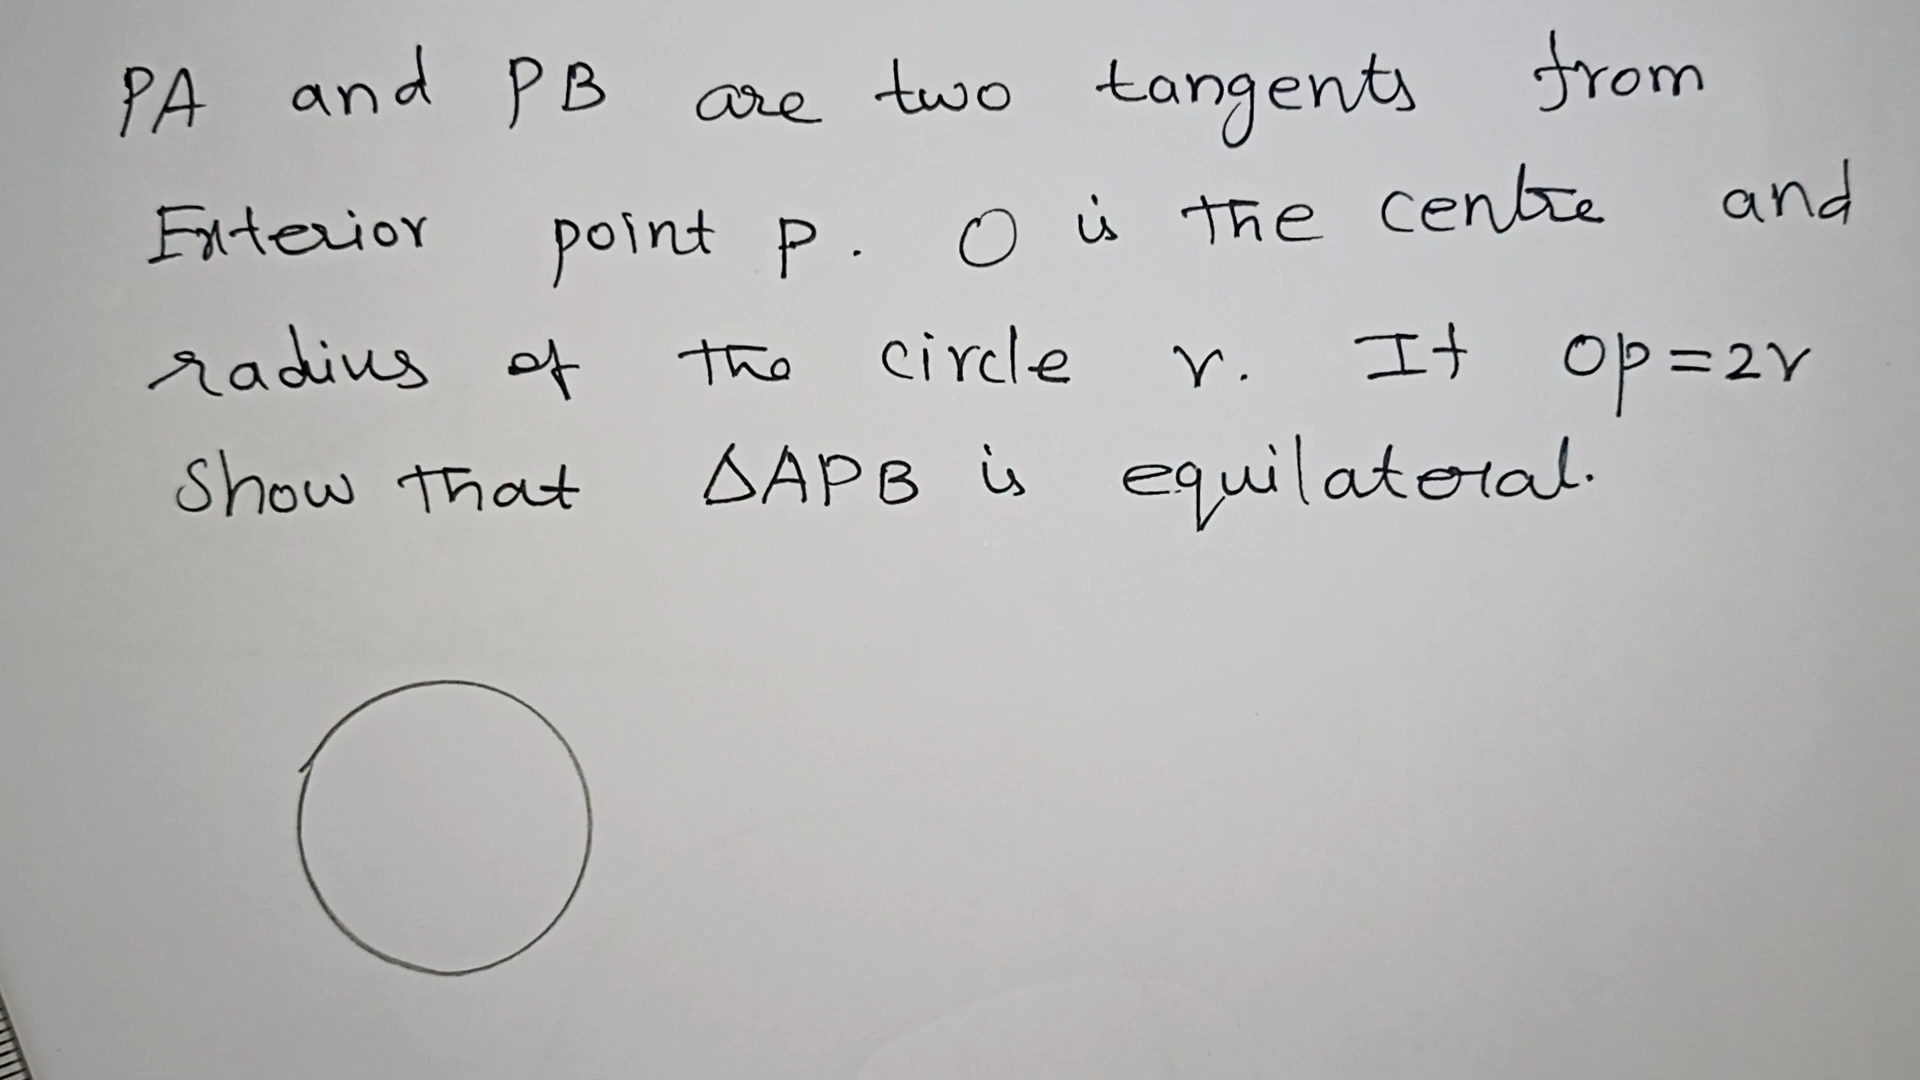 PA and PB are two tangents from
Exterior point P. O is the centre and
radius of the circle r. If OP=2r
Show that ΔAPB is equilateral.